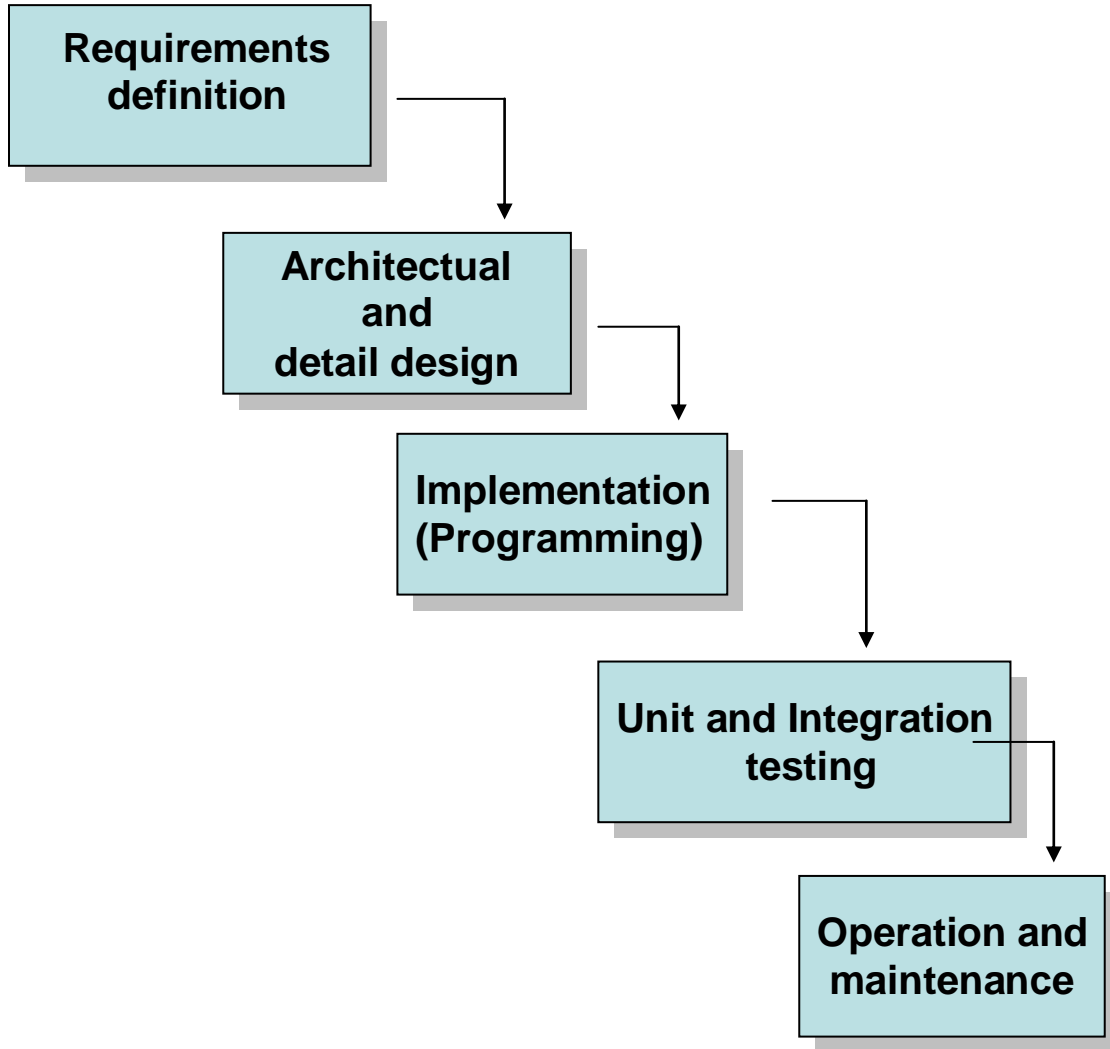 Requirements
definition
Architectual
and
detail design
Implementation
(Programming)
Unit and Integration
testing
Operation and
maintenance